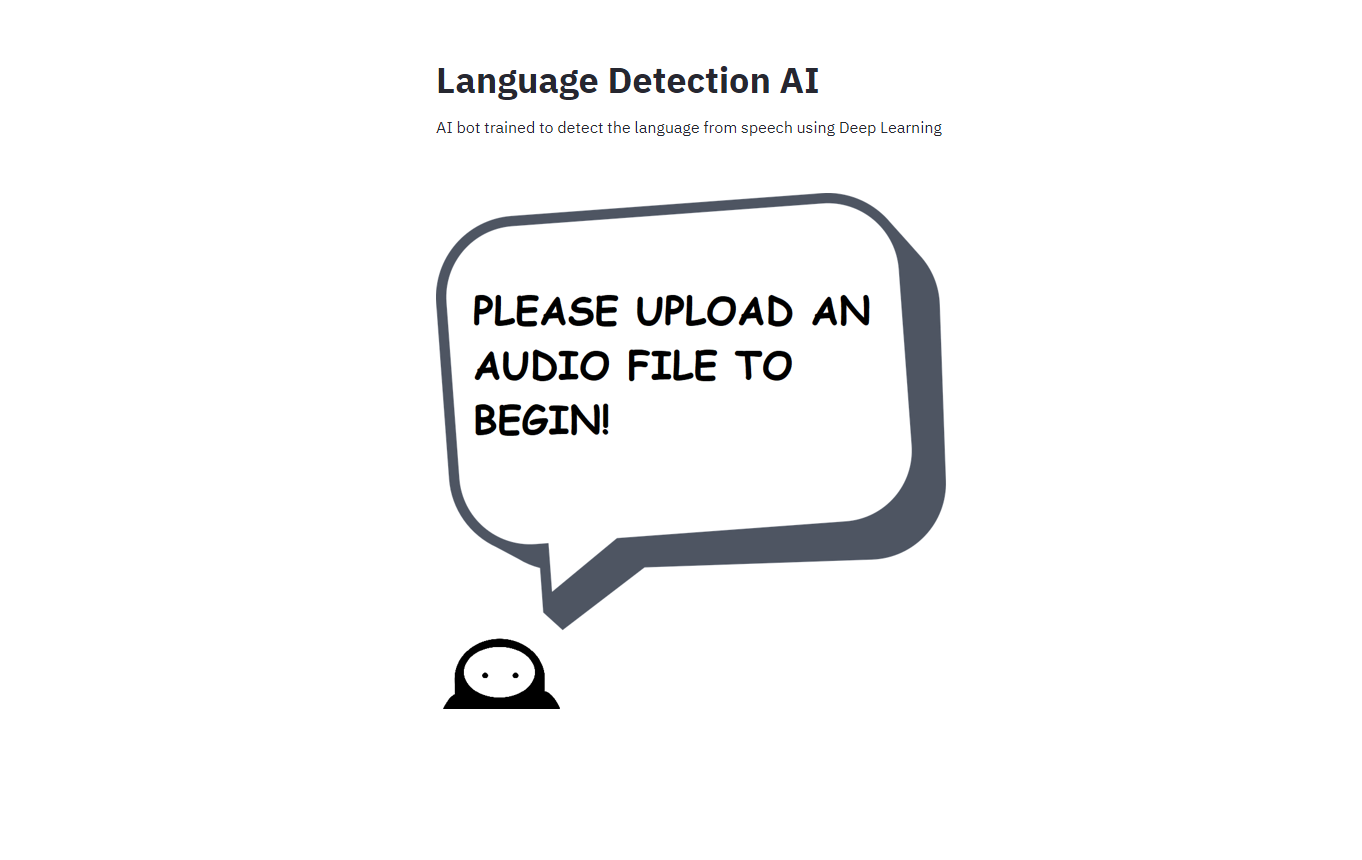 Language Detection AI
AI bot trained to detect the language from speech using Deep Learning
PLEASE UPLOAD AN
AUDIO FILE TO
BEGIN!